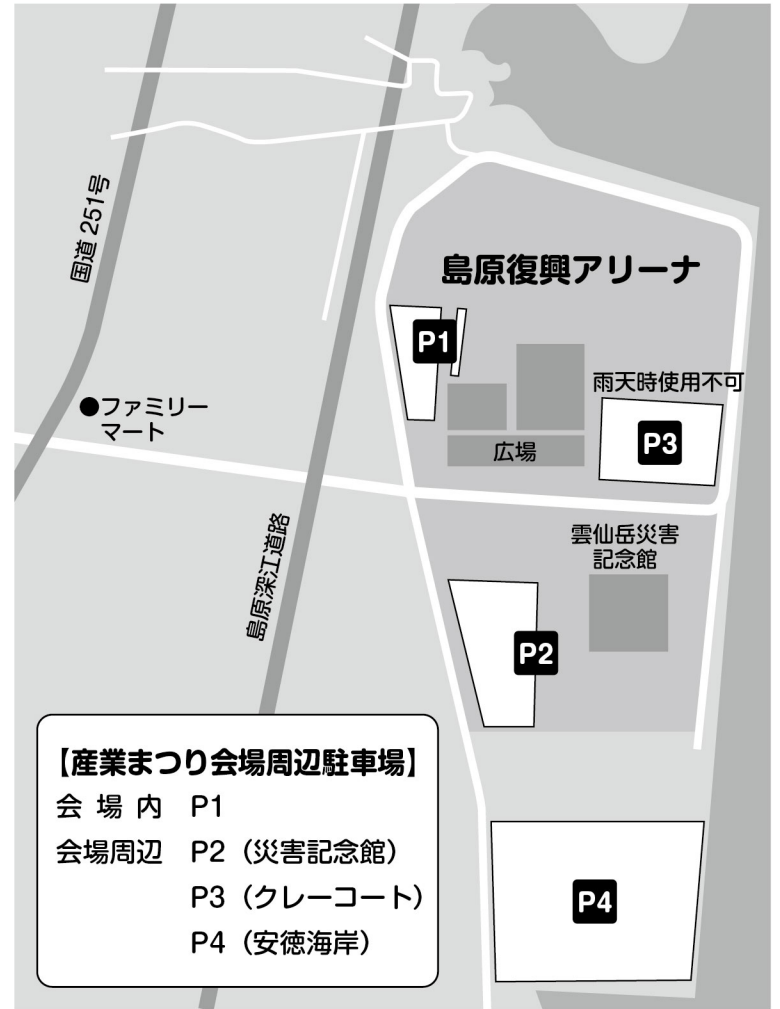 国道251号
島原復興アリーナ
P1
雨天時使用不可
P3
●ファミリー
マート
広場
島原深江道路
雲仙岳災害
記念館
P2
【産業まつり会場周辺駐車場】
会場内 P1
会場周辺 P2(災害記念館)
P3(クレーコート)
P4(安徳海岸)
P4